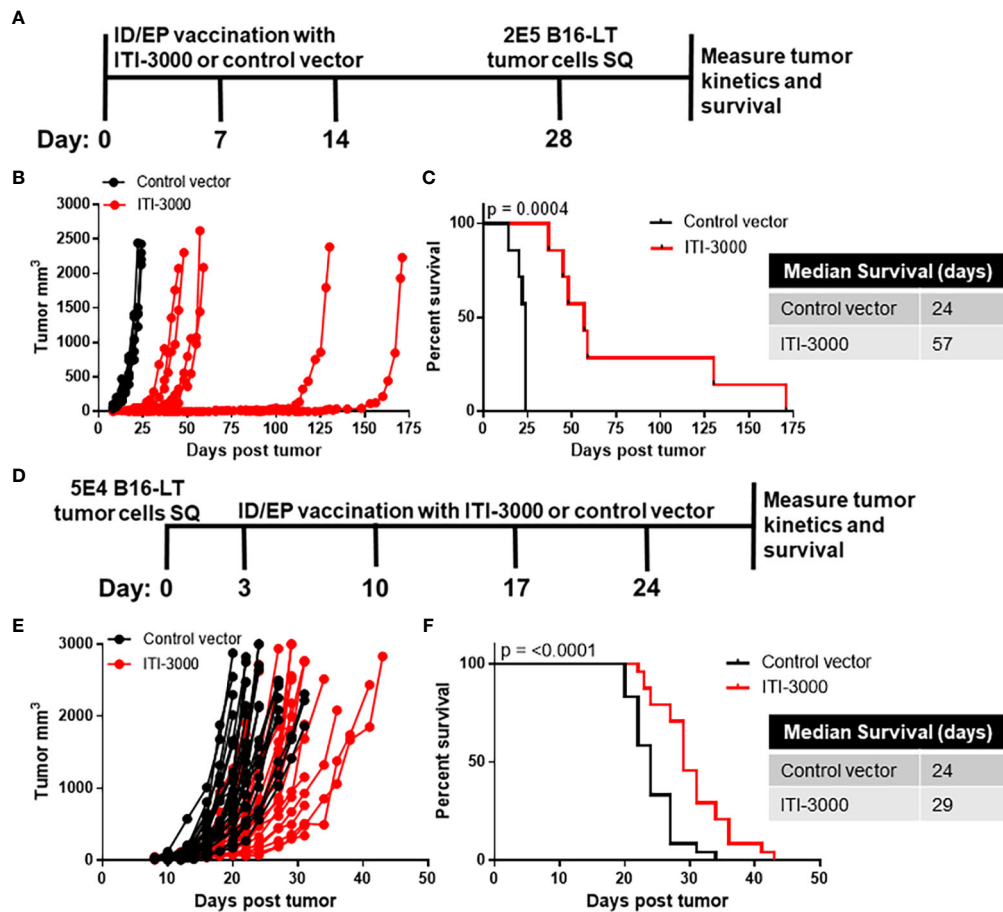 A
ID/EP vaccination with
ITI-3000 or control vector
2E5 B16-LT
tumor cells SQ
Measure tumor
kinetics and
survival
Day: 0 7 14 28
B
Control vector
ITI-3000
Tumor mm³
3000
2500
2000
1500
1000
500
0
0 25 50 75 100 125 150 175
Days post tumor
C
p = 0.0004
Control vector
ITI-3000
Percent survival
100
50
0
0 25 50 75 100 125 150 175
Days post tumor
Median Survival (days)
Control vector 24
ITI-3000 57
D
5E4 B16-LT
tumor cells SQ
ID/EP vaccination with ITI-3000 or control vector
Measure tumor
kinetics and
survival
Day: 0 3 10 17 24
E
Control vector
ITI-3000
Tumor mm³
3000
2000
1000
0
0 10 20 30 40 50
Days post tumor
F
p = <0.0001
Control vector
ITI-3000
Percent survival
100
50
0
0 10 20 30 40 50
Days post tumor
Median Survival (days)
Control vector 24
ITI-3000 29